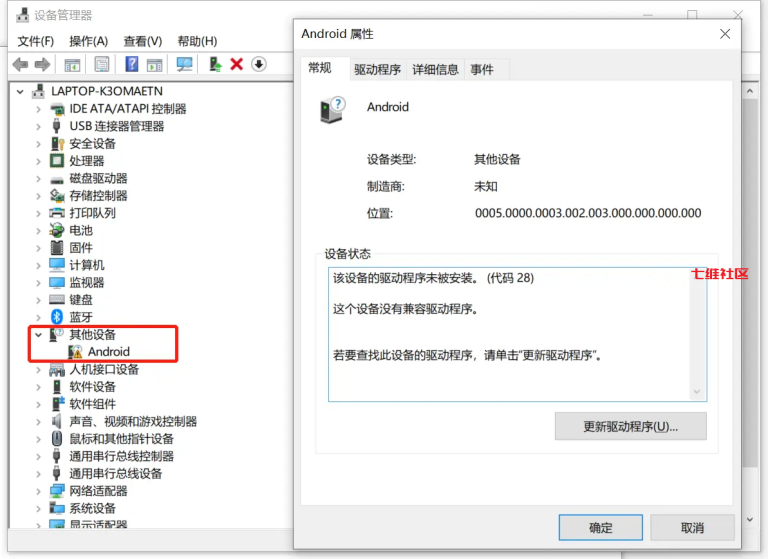 设备管理器
文件(F) 操作(A) 查看(V) 帮助(H)
LAPTOP-K3OMAETN
IDE ATA/ATAPI 控制器
USB 连接器管理器
安全设备
处理器
磁盘驱动器
存储控制器
打印队列
电池
固件
计算机
监视器
键盘
蓝牙
其他设备
Android
人机接口设备
软件设备
软件组件
声音、视频和游戏控制器
鼠标和其他指针设备
通用串行总线控制器
通用串行总线设备
网络适配器
系统设备
显示适配器
Android 属性
常规 驱动程序 详细信息 事件
Android
设备类型: 其他设备
制造商: 未知
位置: 0005.0000.0003.002.003.000.000.000.000
设备状态
该设备的驱动程序未被安装。 (代码 28)
这个设备没有兼容驱动程序。
若要查找此设备的驱动程序，请单击“更新驱动程序”。
七维社区
更新驱动程序(U)...
确定 取消